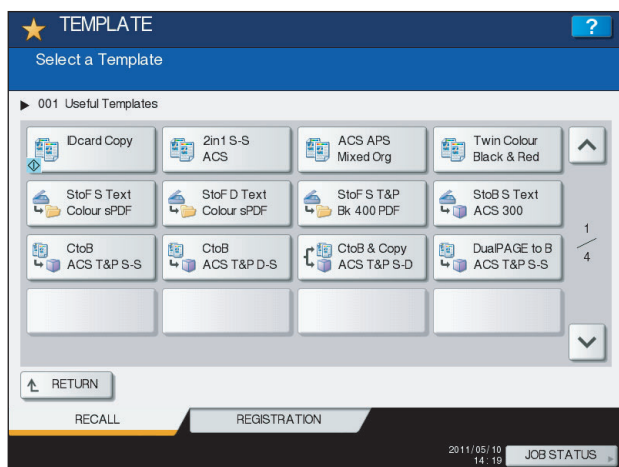 TEMPLATE
?
Select a Template
001 Useful Templates
IDcard Copy
2in1 S-S
ACS
ACS APS
Mixed Org
Twin Colour
Black & Red
StoF S Text
Colour sPDF
StoF D Text
Colour sPDF
StoF S T&P
Bk 400 PDF
StoB S Text
ACS 300
CtoB
ACS T&P S-S
CtoB
ACS T&P D-S
CtoB & Copy
ACS T&P S-D
DualPAGE to B
ACS T&P S-S
1
4
RETURN
RECALL
REGISTRATION
2011/05/10
14:19
JOB STATUS